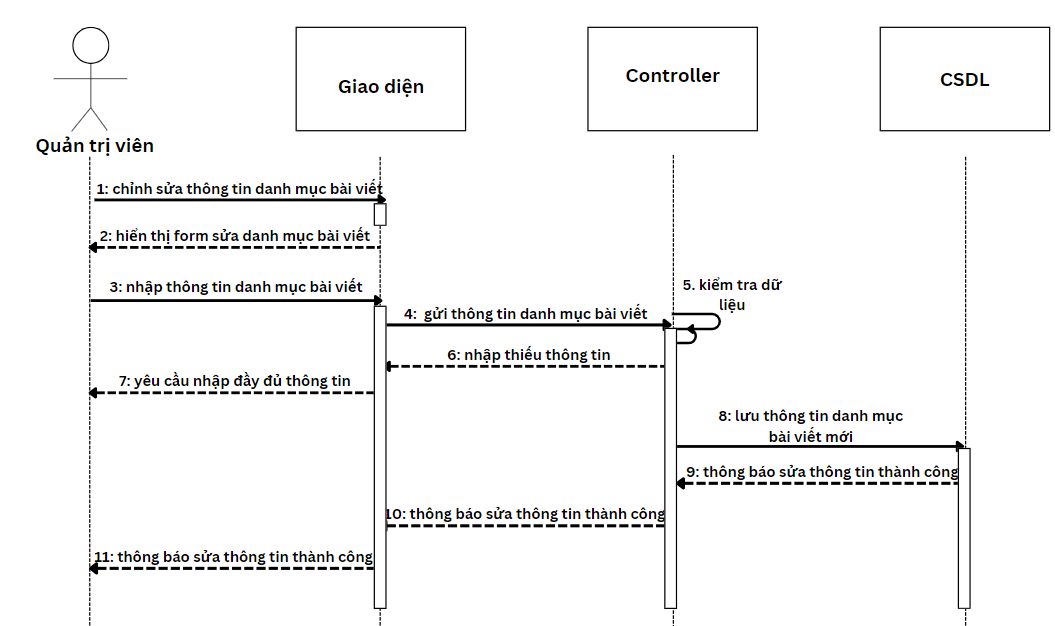 Giao diện
Controller
CSDL
Quản trị viên
1: chỉnh sửa thông tin danh mục bài viết
2: hiển thị form sửa danh mục bài viết
3: nhập thông tin danh mục bài viết
5. kiểm tra dữ
liệu
4: gửi thông tin danh mục bài viết
6: nhập thiếu thông tin
7: yêu cầu nhập đầy đủ thông tin
8: lưu thông tin danh mục
bài viết mới
9: thông báo sửa thông tin thành công
10: thông báo sửa thông tin thành công
11: thông báo sửa thông tin thành công